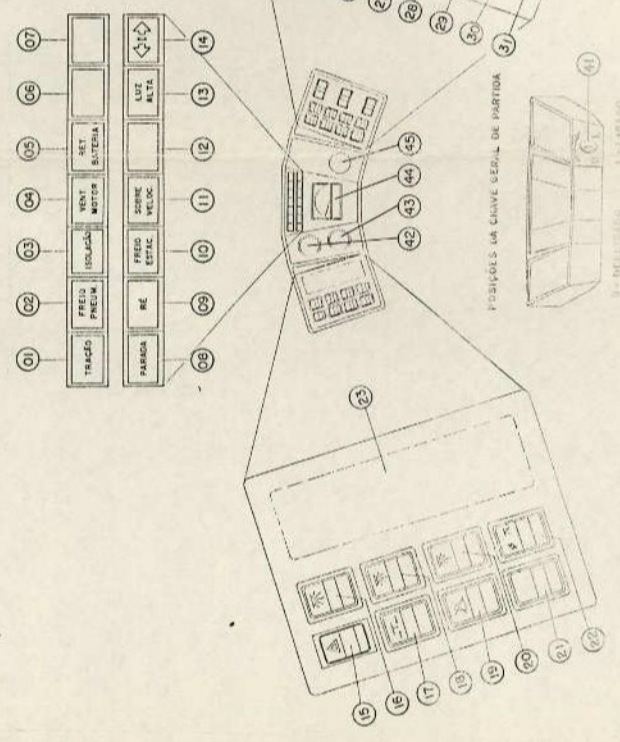 01 02 03 04 05 06 07
TRAÇÃO
FREIO
PNEUM.
ISOLAÇÃO
VENT
MOTOR
RET
BATERIA
PARADA
RÉ
FREIO
ESTAC.
SOBRE
VELOC.
LUZ
ALTA
08 09 10 11 12 13 14
28 29 30 31
42 43 44 45
POSIÇÕES DA CHAVE GERAL DE PARTIDA
41
23
15 16 17 18 19 20 21 22